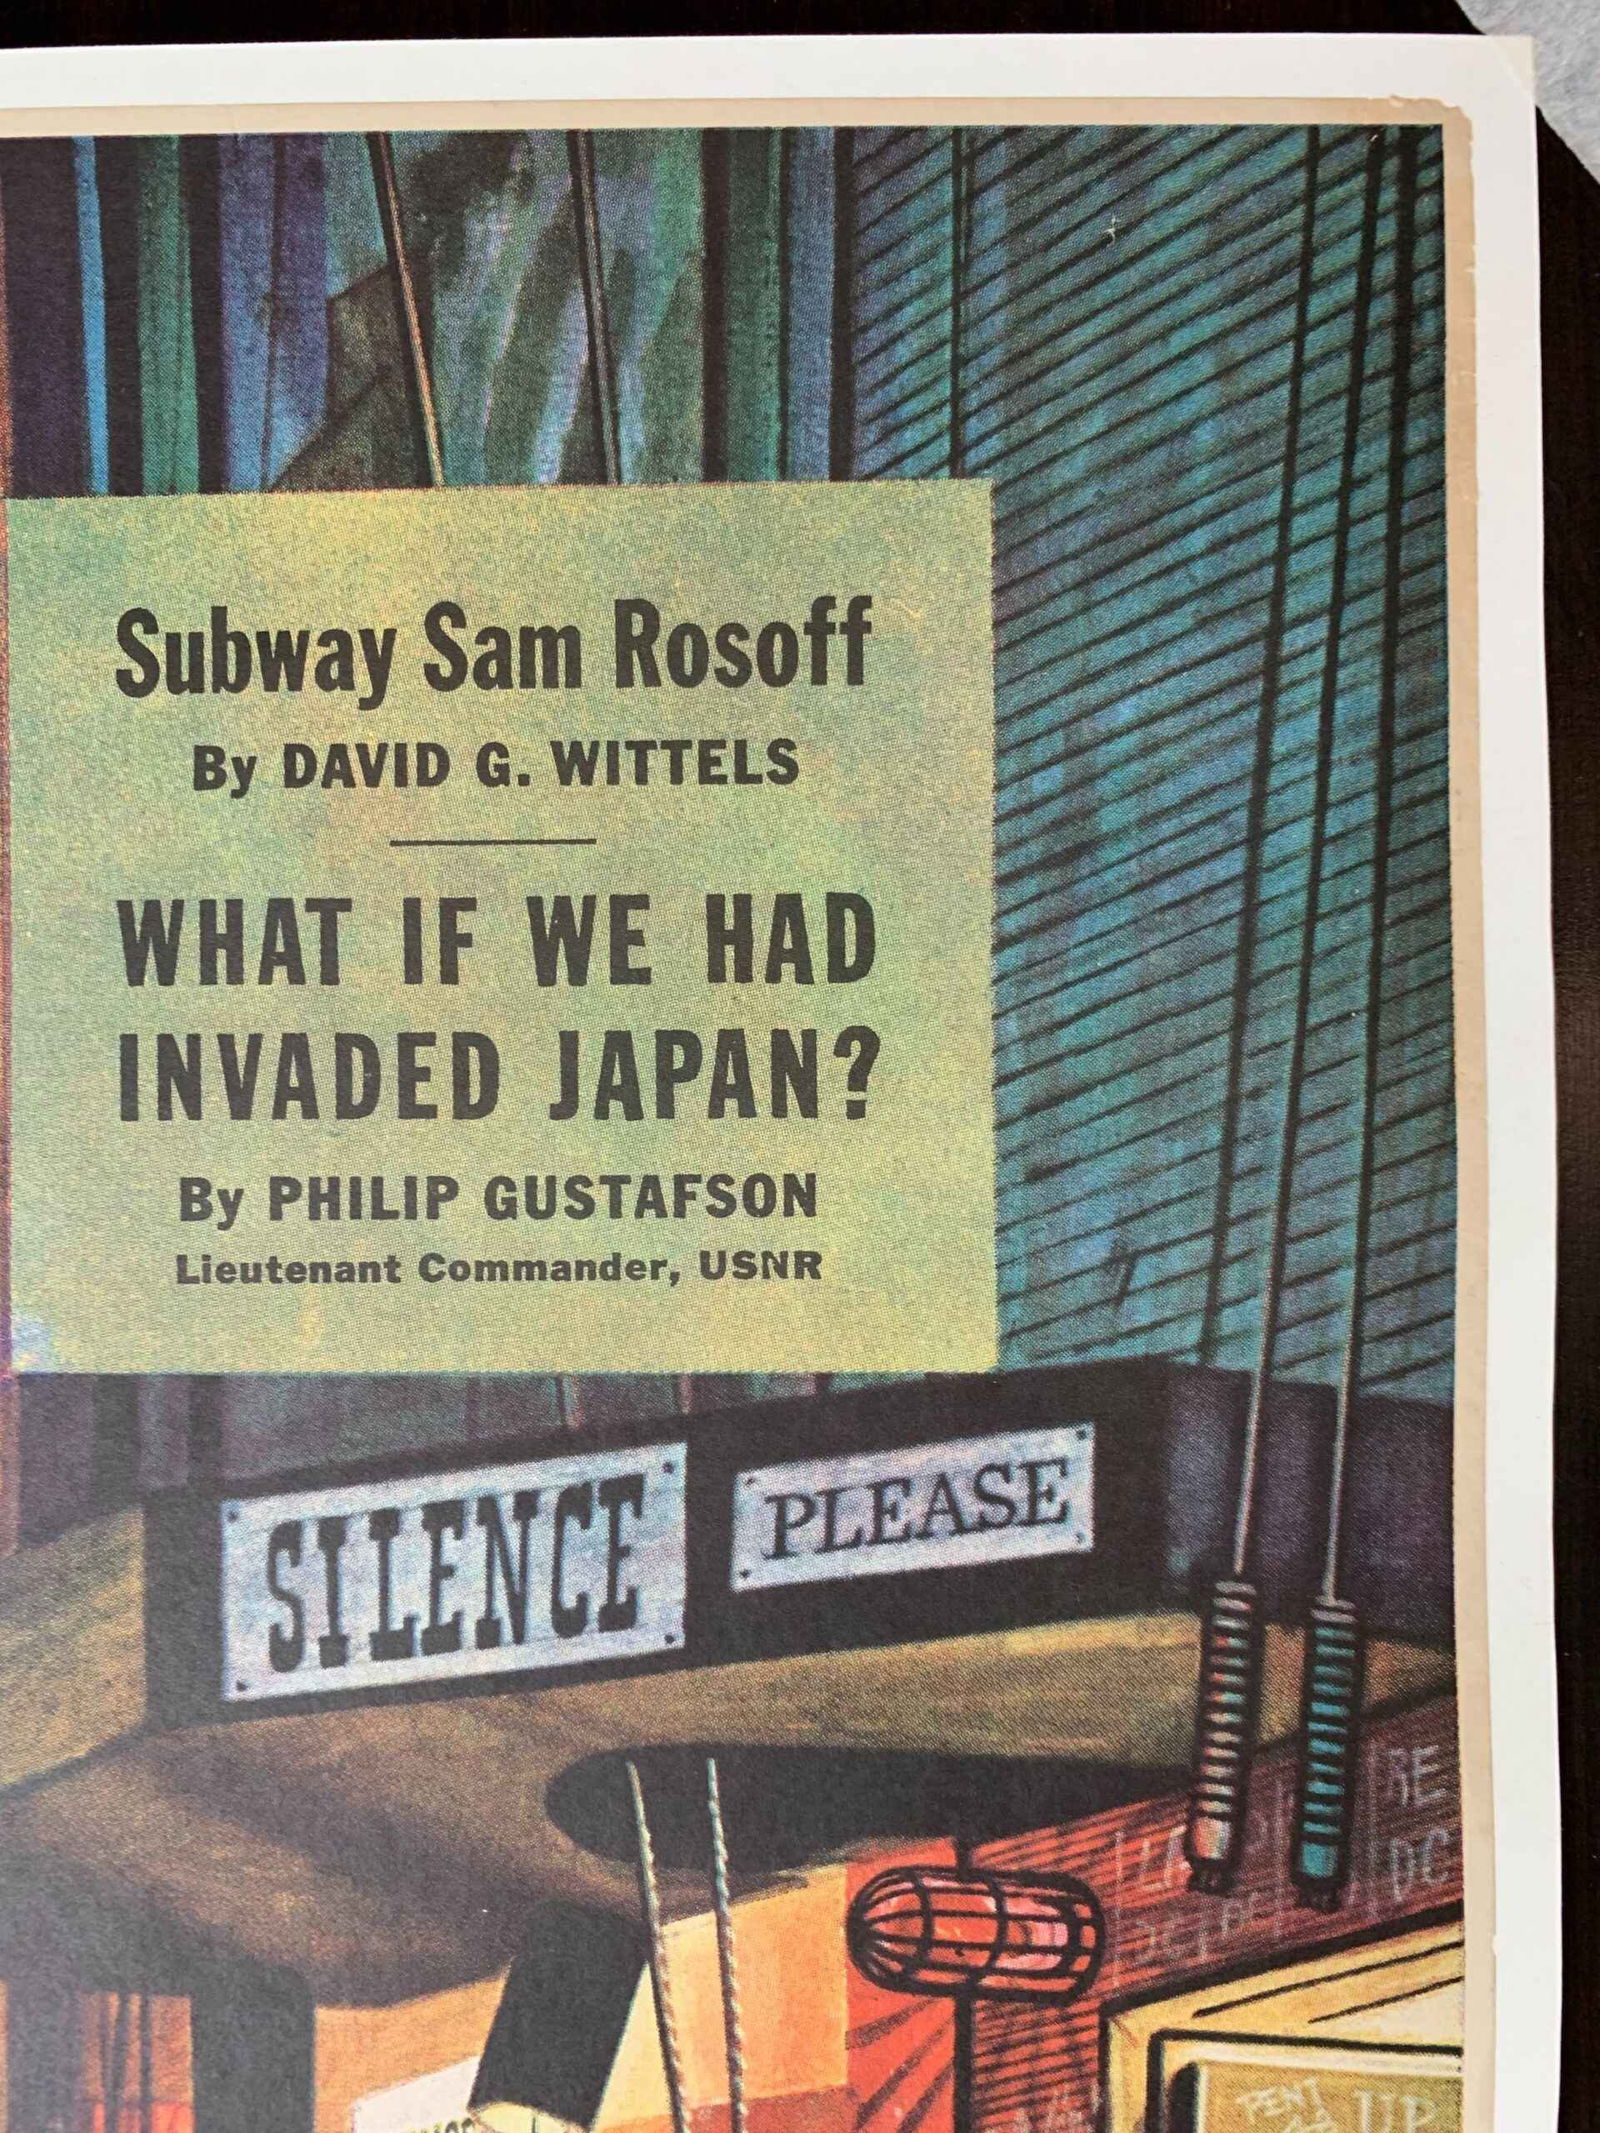 Subway Sam Rosoff
By DAVID G. WITTELS
WHAT IF WE HAD
INVADED JAPAN?
By PHILIP GUSTAFSON
Lieutenant Commander, USNR
SILENCE
PLEASE
UP